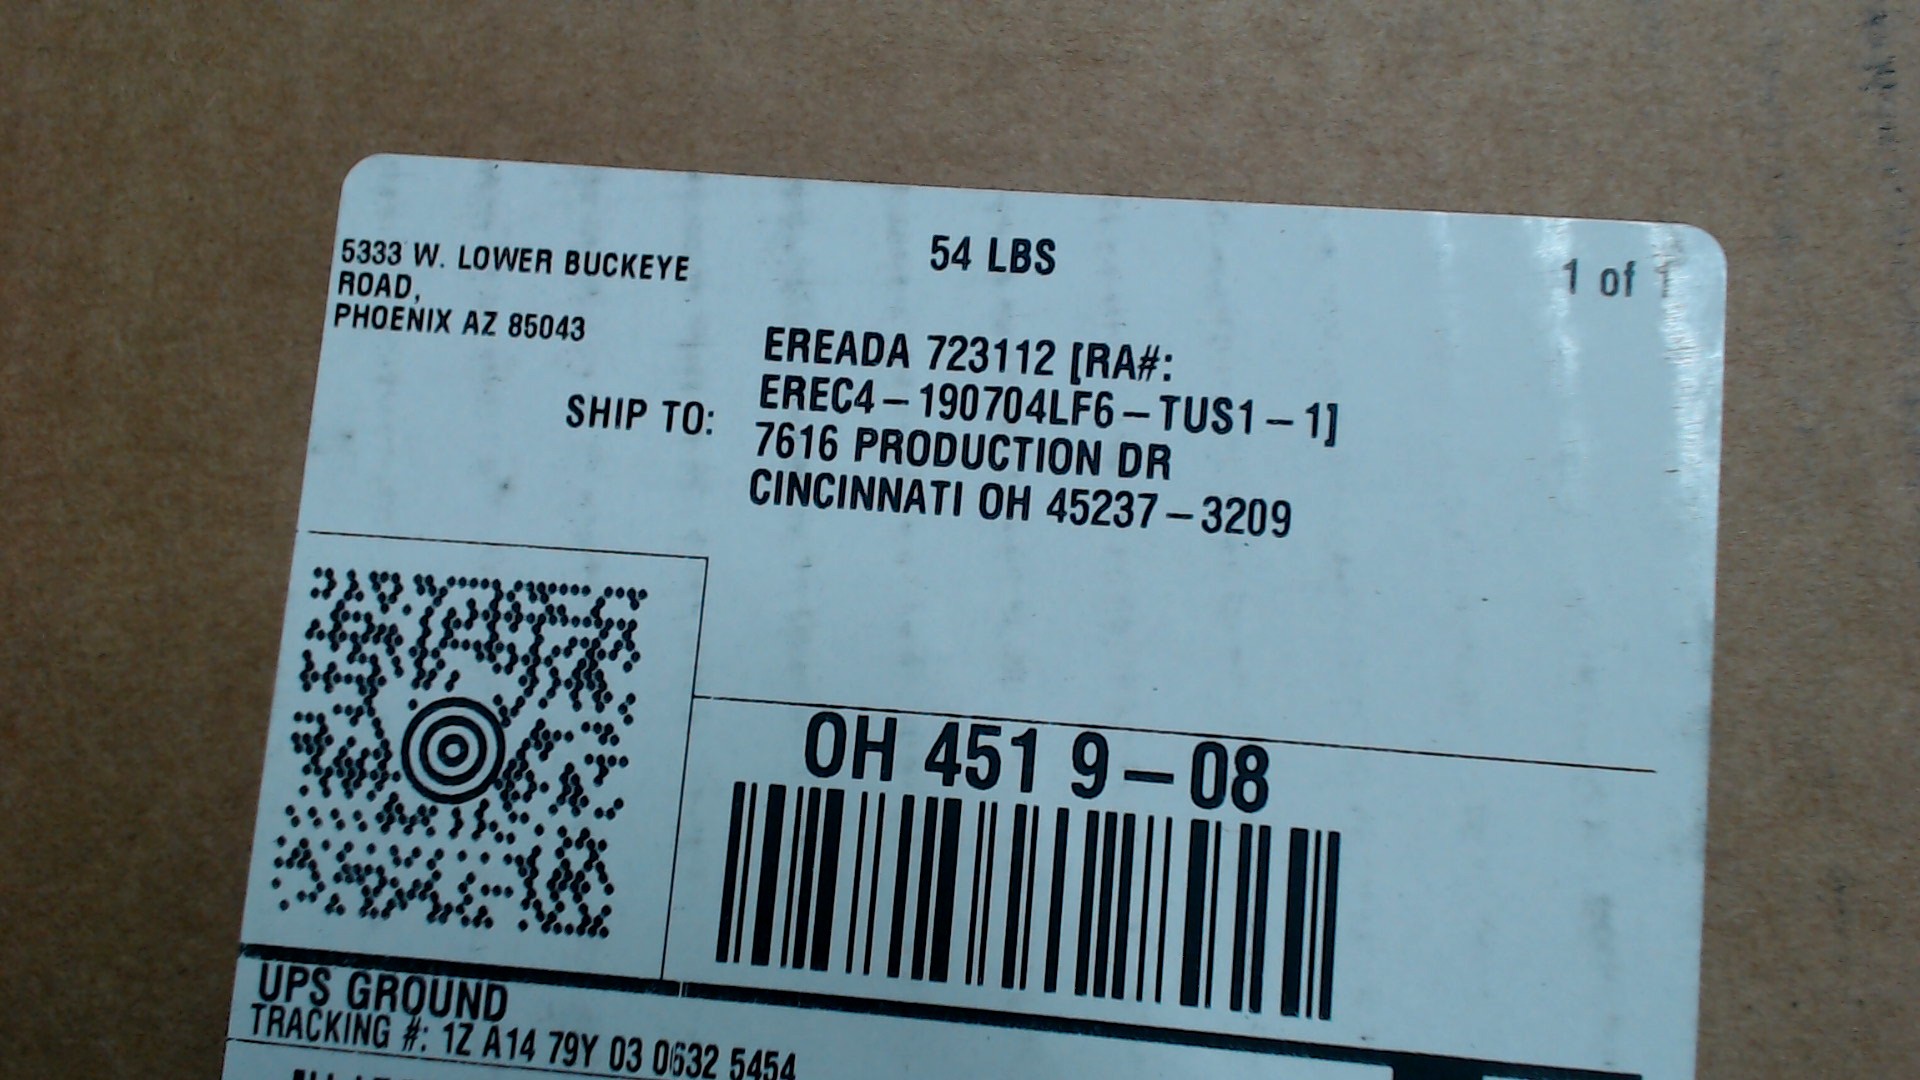 5333 W. LOWER BUCKEYE
ROAD,
PHOENIX AZ 85043
54 LBS
1 of 1
SHIP TO:
EREADA 723112 [RA#:
EREC4-190704LF6-TUS1-1]
7616 PRODUCTION DR
CINCINNATI OH 45237-3209
OH 451 9-08
UPS GROUND
TRACKING #: 1Z A14 79Y 03 0632 5454